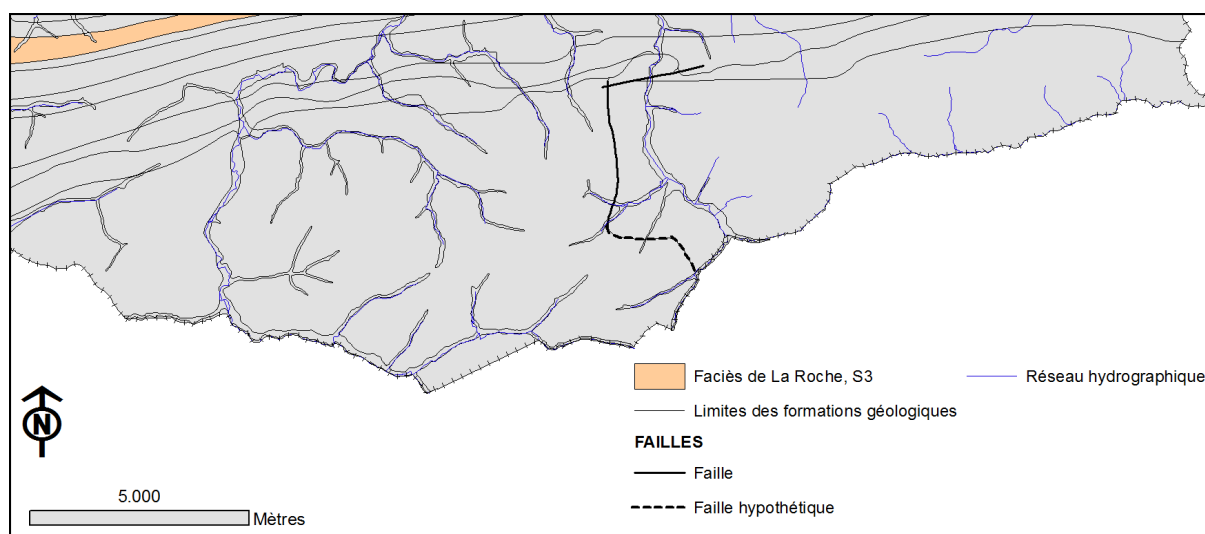 Faciès de La Roche, S3
Réseau hydrographique
Limites des formations géologiques
FAILLES
Faille
Faille hypothétique
N
5.000
Mètres